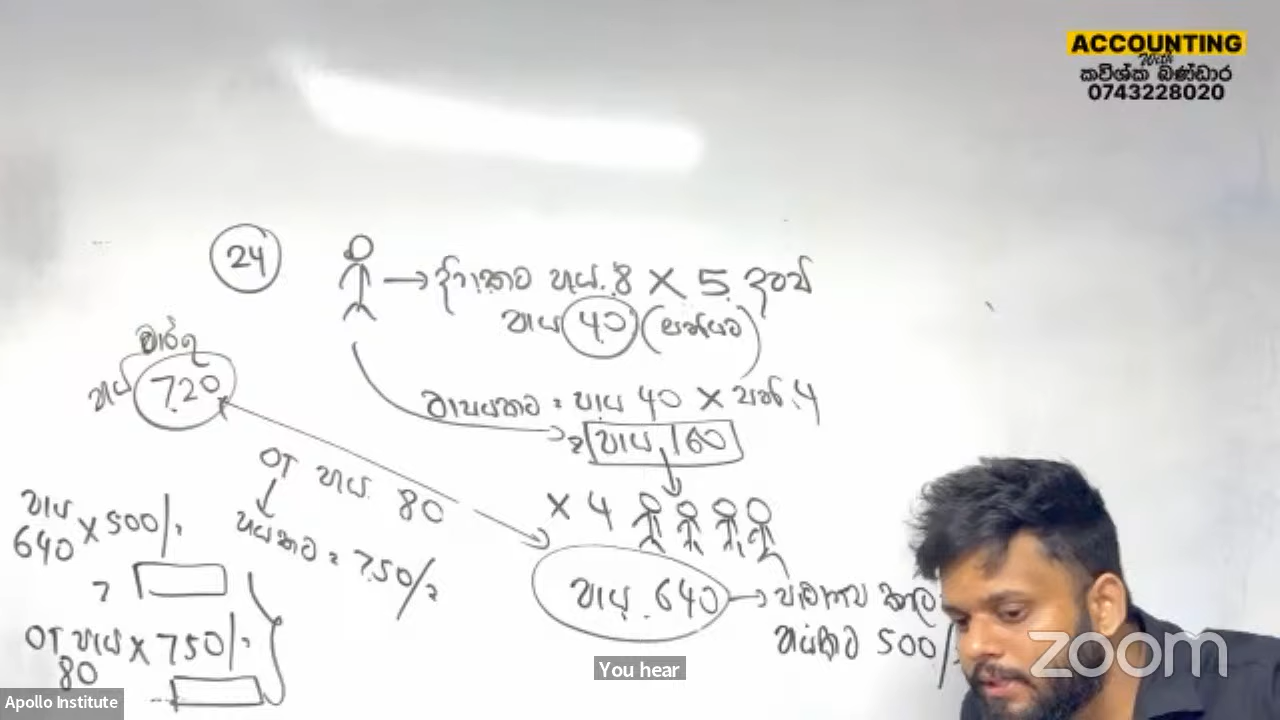 ACCOUNTING
With
කවිශ්ක බණ්ඩාර
0743228020
24
→ දිනකට පැය 8 × 5 දවස්
පැය 40 (සතියට)
මාර්තු
පැය 720
මාසයකට = පැය 40 × සති 4
= පැය 160
OT පැය 80
× 4
පැයකට = 750/=
පැය 640 × 500/=
පැය 640 → සාමාන්‍ය කාල
පැයකට 500/=
OT පැය 80 × 750/=
You hear
zoom
Apollo Institute